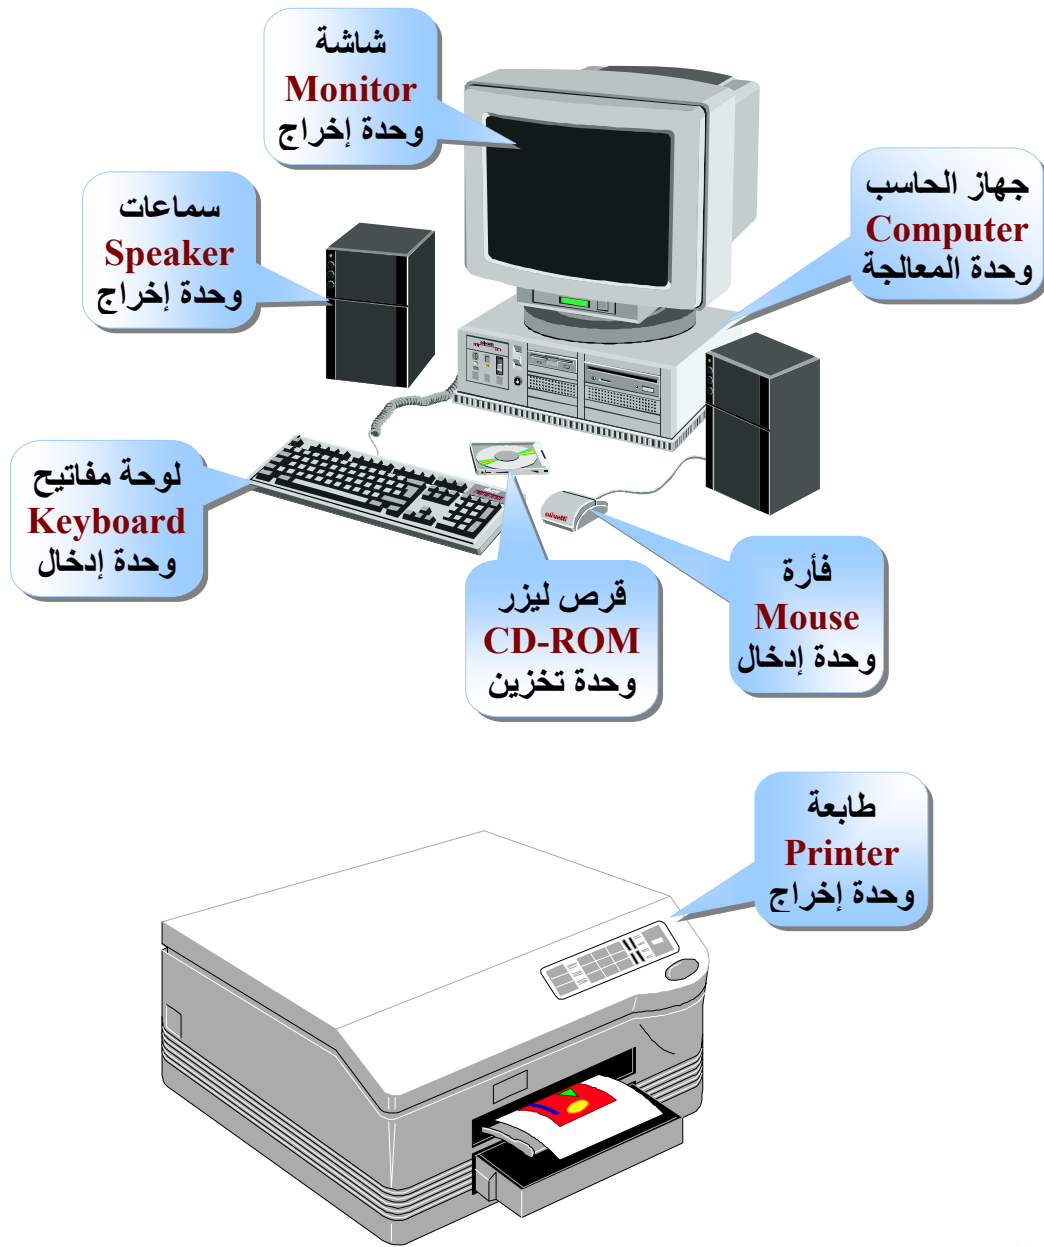 شاشة
Monitor
وحدة إخراج
جهاز الحاسب
Computer
وحدة المعالجة
سماعات
Speaker
وحدة إخراج
لوحة مفاتيح
Keyboard
وحدة إدخال
قرص ليزر
CD-ROM
وحدة تخزين
فأرة
Mouse
وحدة إدخال
طابعة
Printer
وحدة إخراج